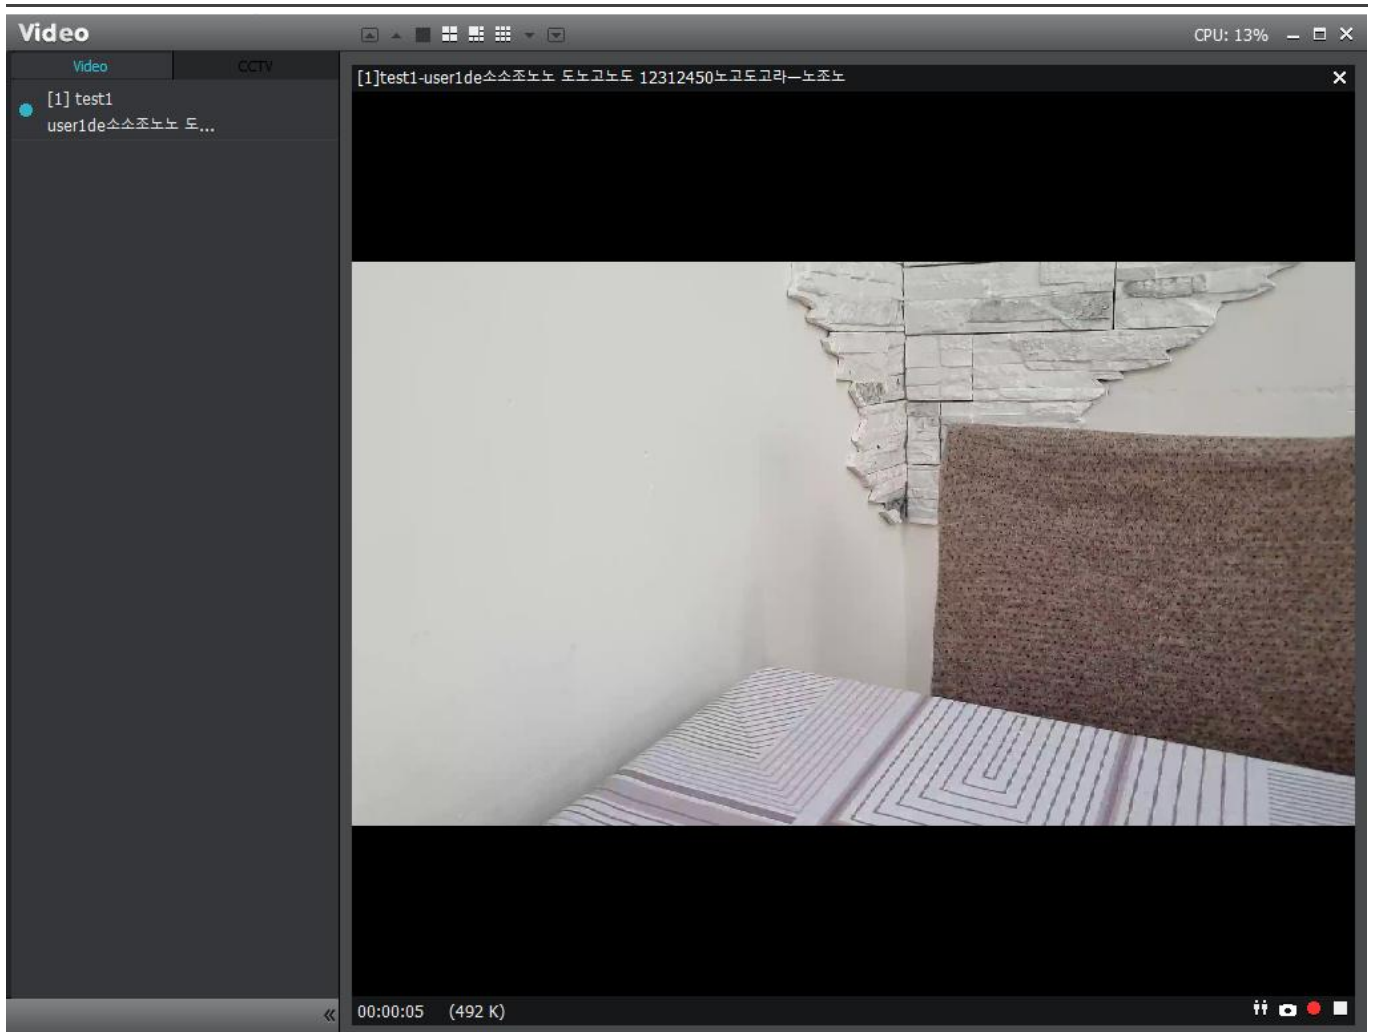 Video
CPU: 13%
Video
CCTV
[1] test1
user1de소소조노노 도...
[1]test1-user1de소소조노노 도노고노도 12312450노고도고라ㅡ노조노
00:00:05 (492 K)